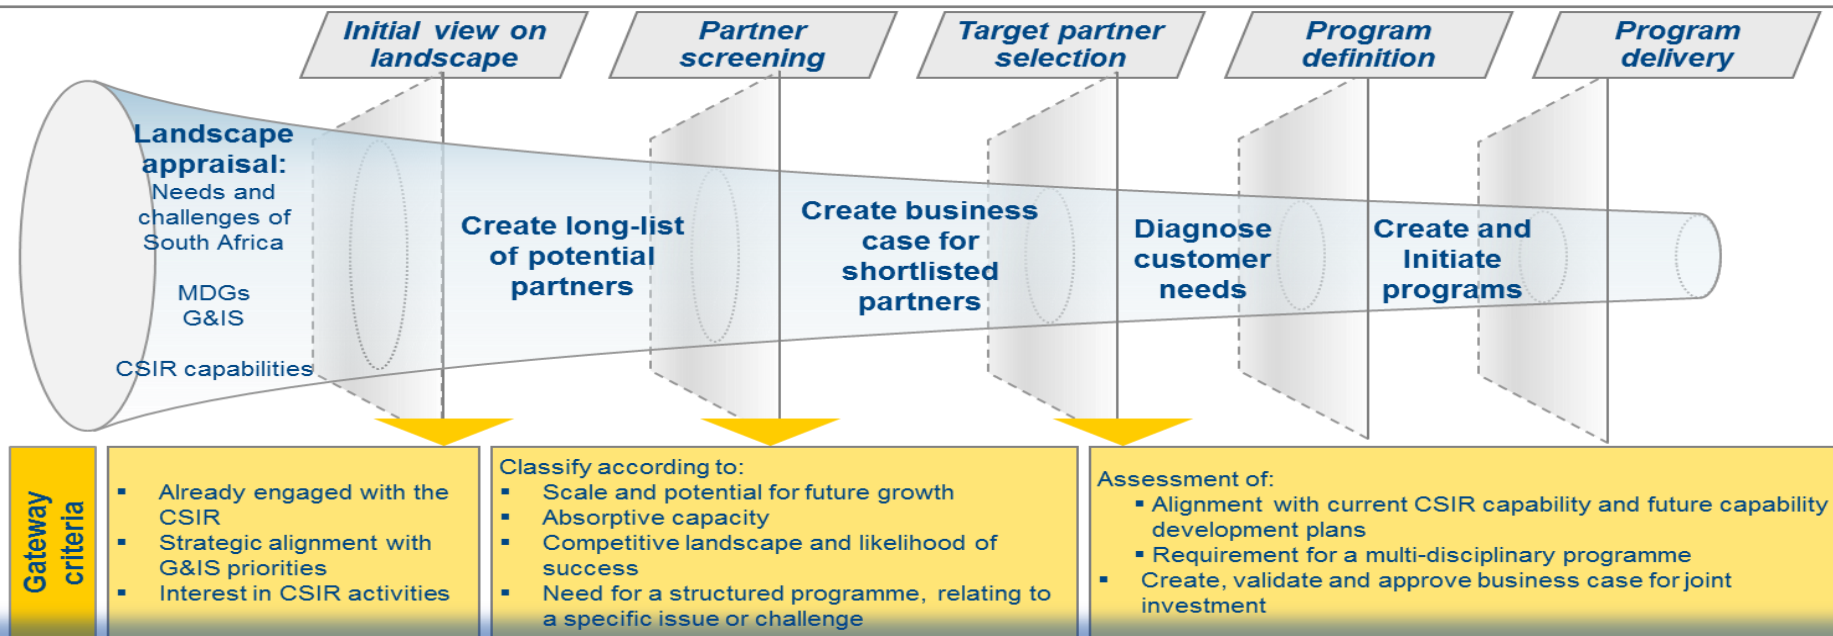 Initial view on
landscape
Partner
screening
Target partner
selection
Program
definition
Program
delivery
Landscape
appraisal:
Needs and
challenges of
South Africa
MDGs
G&IS
CSIR capabilities
Create long-list
of potential
partners
Create business
case for
shortlisted
partners
Diagnose
customer
needs
Create and
Initiate
programs
Gateway
criteria
▪ Already engaged with the
CSIR
▪ Strategic alignment with
G&IS priorities
▪ Interest in CSIR activities
Classify according to:
▪ Scale and potential for future growth
▪ Absorptive capacity
▪ Competitive landscape and likelihood of
success
▪ Need for a structured programme, relating to
a specific issue or challenge
Assessment of:
▪ Alignment with current CSIR capability and future capability
development plans
▪ Requirement for a multi-disciplinary programme
▪ Create, validate and approve business case for joint
investment